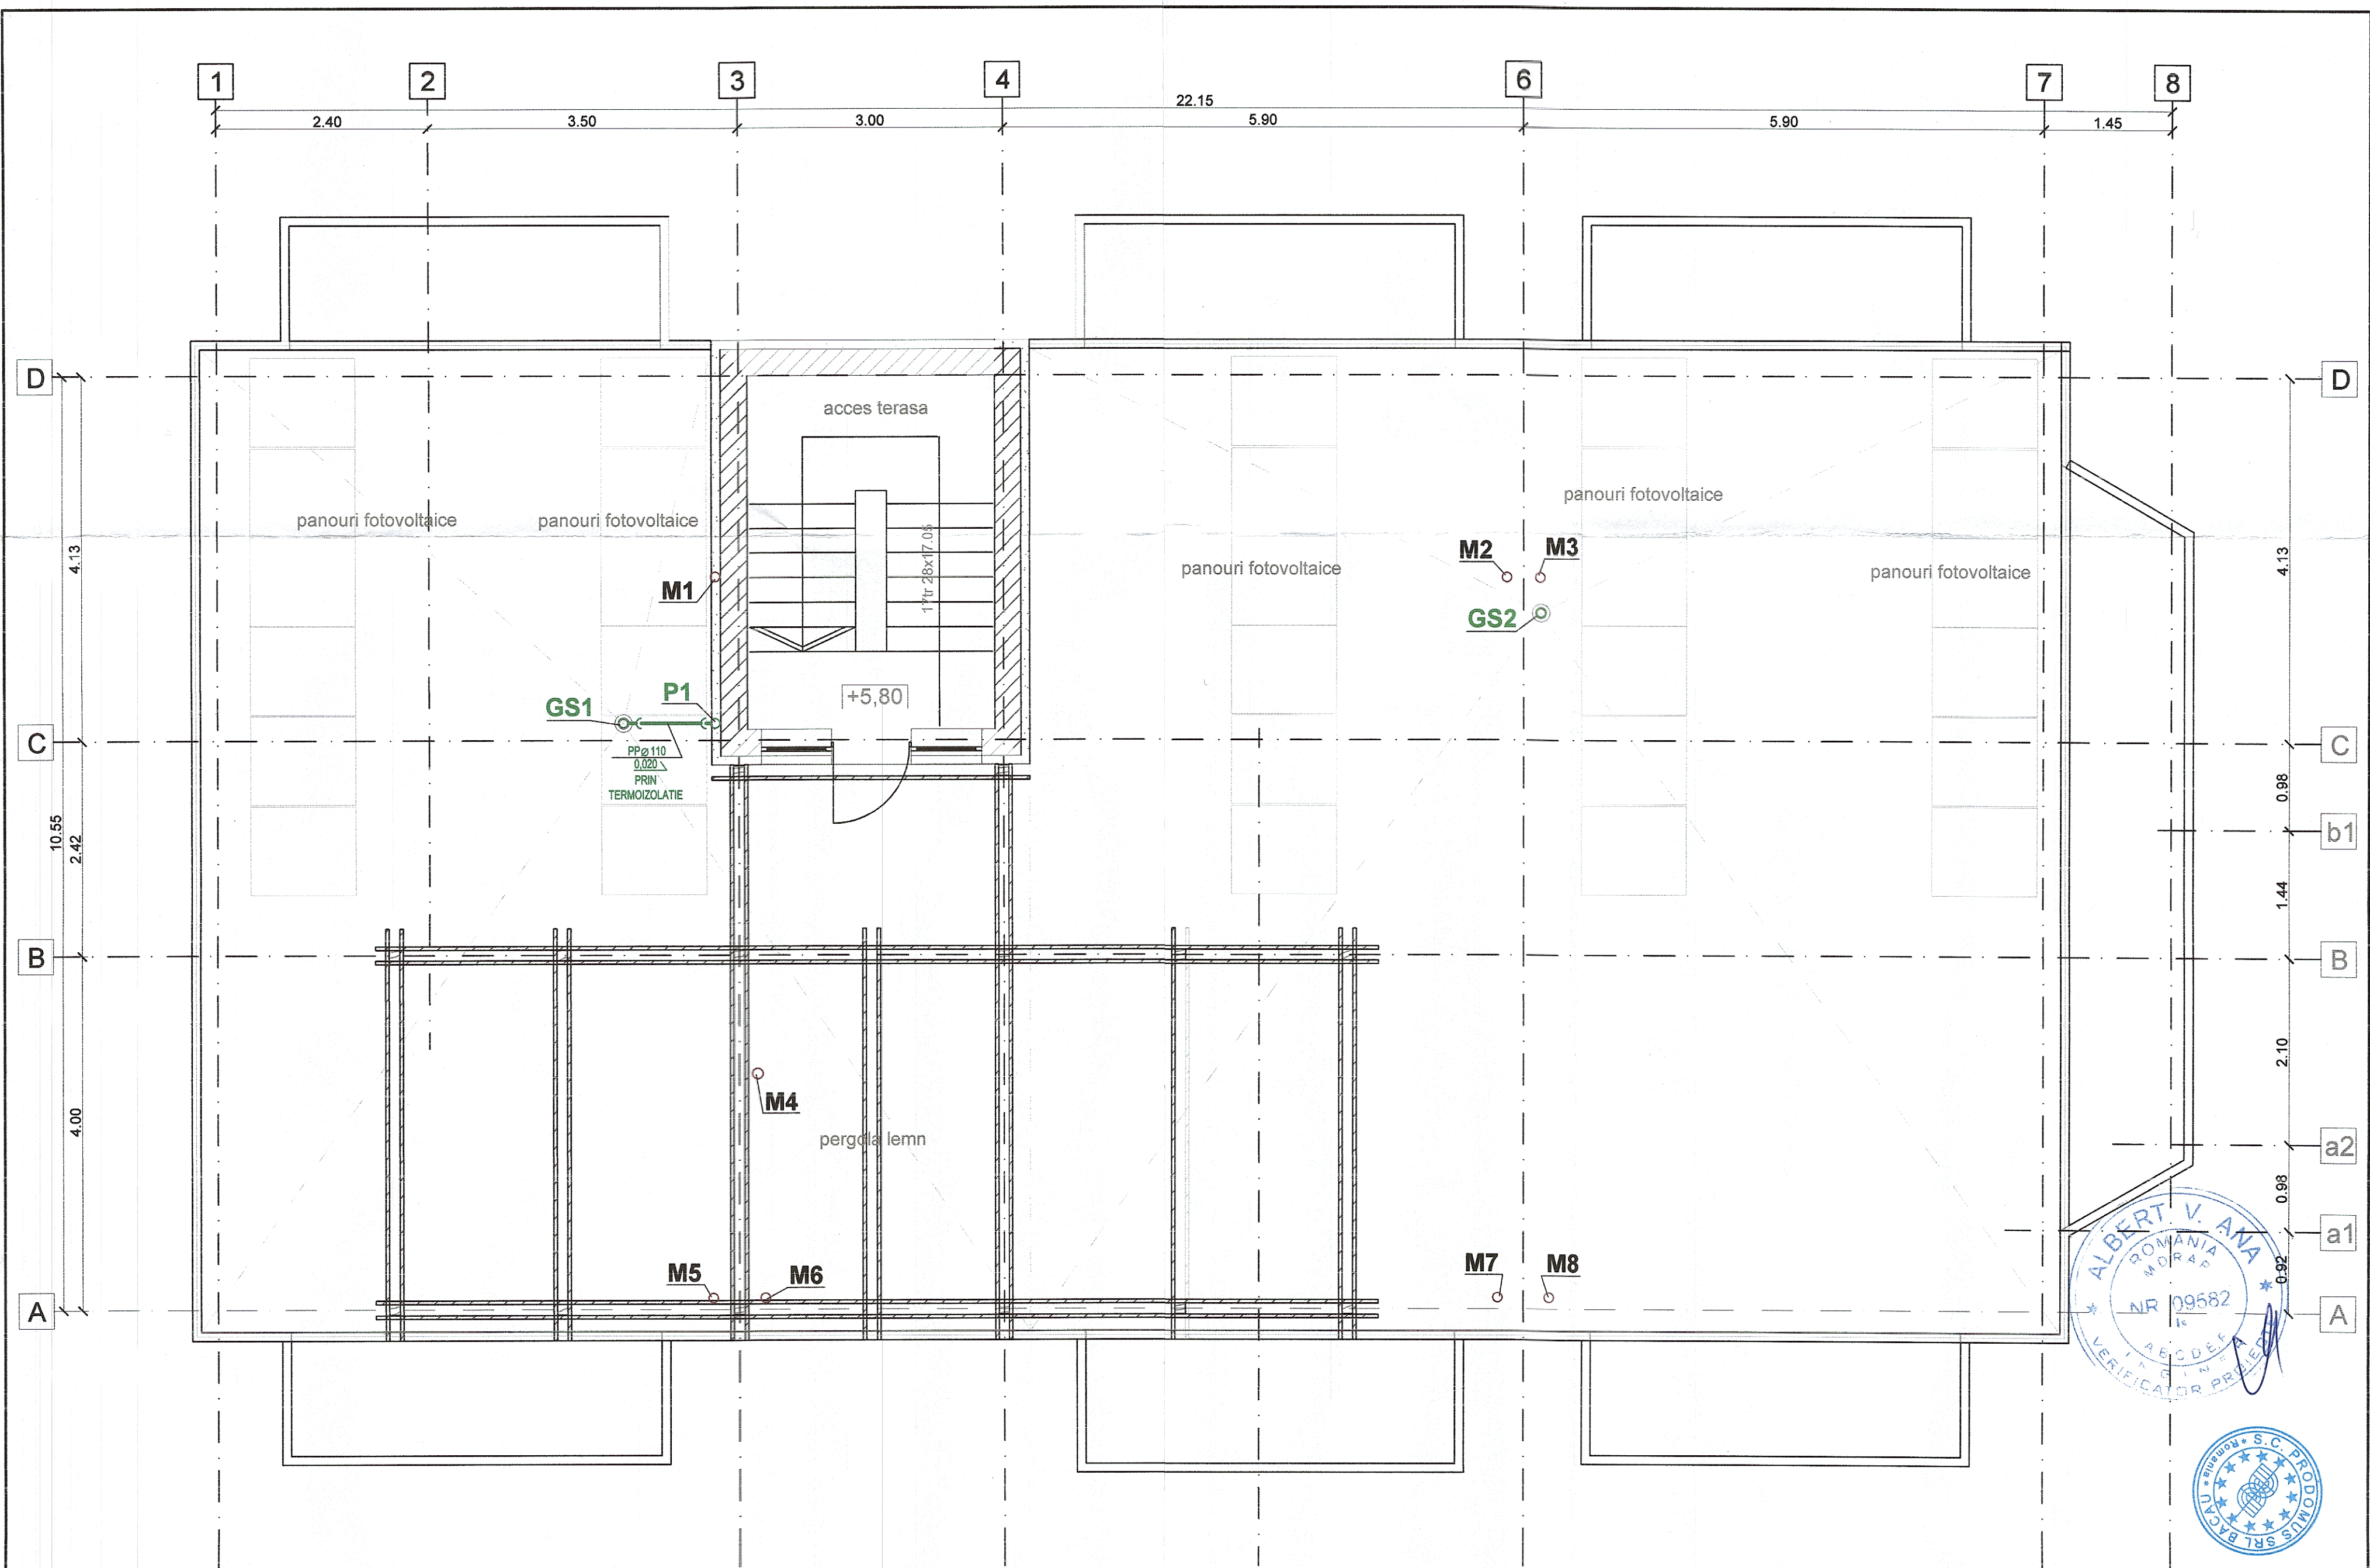 1
2
3
4
6
7
8
22.15
2.40
3.50
3.00
5.90
5.90
1.45
D
D
acces terasa
panouri fotovoltaice
panouri fotovoltaice
panouri fotovoltaice
panouri fotovoltaice
panouri fotovoltaice
17tr 28x17.05
4.13
4.13
M1
M2
M3
GS2
GS1
P1
+5,80
PPø110
0,020
PRIN
TERMOIZOLATIE
C
C
0.98
b1
10.55
2.42
1.44
B
B
2.10
4.00
M4
pergola lemn
a2
0.98
a1
0.92
M5
M6
M7
M8
A
A
ALBERT V. ANA
ROMANIA
NR 09582
VERIFICATOR PROIECTE
S.C. PRODOMUS SRL BACAU
*Romania*